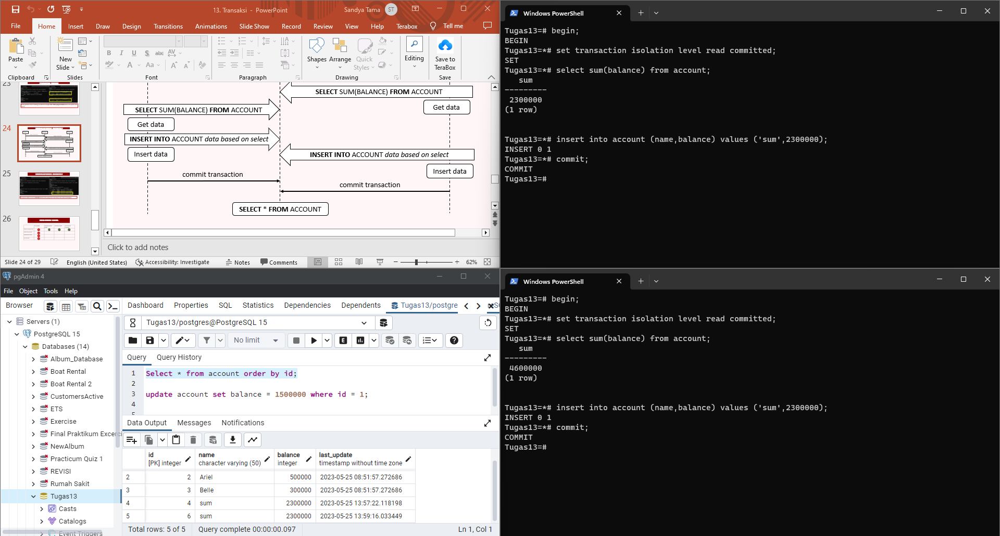 13. Transaksi - PowerPoint
Sandya Tama
ST
File
Home
Insert
Draw
Design
Transitions
Animations
Slide Show
Record
Review
View
Help
Terabox
Tell me
Paste
Clipboard
New
Slide
Slides
B I U S abc AV
A Aa A A
Font
Paragraph
Shapes
Arrange
Quick
Styles
Drawing
Editing
Save to
TeraBox
Save
23
24
25
26
SELECT SUM(BALANCE) FROM ACCOUNT
Get data
SELECT SUM(BALANCE) FROM ACCOUNT
Get data
INSERT INTO ACCOUNT data based on select
Insert data
INSERT INTO ACCOUNT data based on select
Insert data
commit transaction
commit transaction
SELECT * FROM ACCOUNT
Click to add notes
Slide 24 of 29
English (United States)
Accessibility: Investigate
Notes
Comments
62%
Windows PowerShell
Tugas13=# begin;
BEGIN
Tugas13=*# set transaction isolation level read committed;
SET
Tugas13=*# select sum(balance) from account;
sum
---------
2300000
(1 row)
Tugas13=*# insert into account (name,balance) values ('sum',2300000);
INSERT 0 1
Tugas13=*# commit;
COMMIT
Tugas13=#
pgAdmin 4
File
Object
Tools
Help
Browser
Dashboard
Properties
SQL
Statistics
Dependencies
Dependents
Tugas13/postgre
Servers (1)
PostgreSQL 15
Databases (14)
Album_Database
Boat Rental
Boat Rental 2
CustomersActive
ETS
Exercise
Final Praktikum Exerci
NewAlbum
Practicum Quiz 1
REVISI
Rumah Sakit
Tugas13
Casts
Catalogs
Event Triggers
Tugas13/postgres@PostgreSQL 15
No limit
E
Query
Query History
1 Select * from account order by id;
2
3 update account set balance = 1500000 where id = 1;
4
5
Data Output
Messages
Notifications
id name balance last_update
[PK] integer character varying (50) integer timestamp without time zone
2 2 Ariel 500000 2023-05-25 08:51:57.272686
3 3 Belle 300000 2023-05-25 08:51:57.272686
4 4 sum 2300000 2023-05-25 13:57:22.118198
5 6 sum 2300000 2023-05-25 13:59:16.033449
Total rows: 5 of 5
Query complete 00:00:00.097
Ln 1, Col 1
Windows PowerShell
Tugas13=# begin;
BEGIN
Tugas13=*# set transaction isolation level read committed;
SET
Tugas13=*# select sum(balance) from account;
sum
---------
4600000
(1 row)
Tugas13=*# insert into account (name,balance) values ('sum',2300000);
INSERT 0 1
Tugas13=*# commit;
COMMIT
Tugas13=#